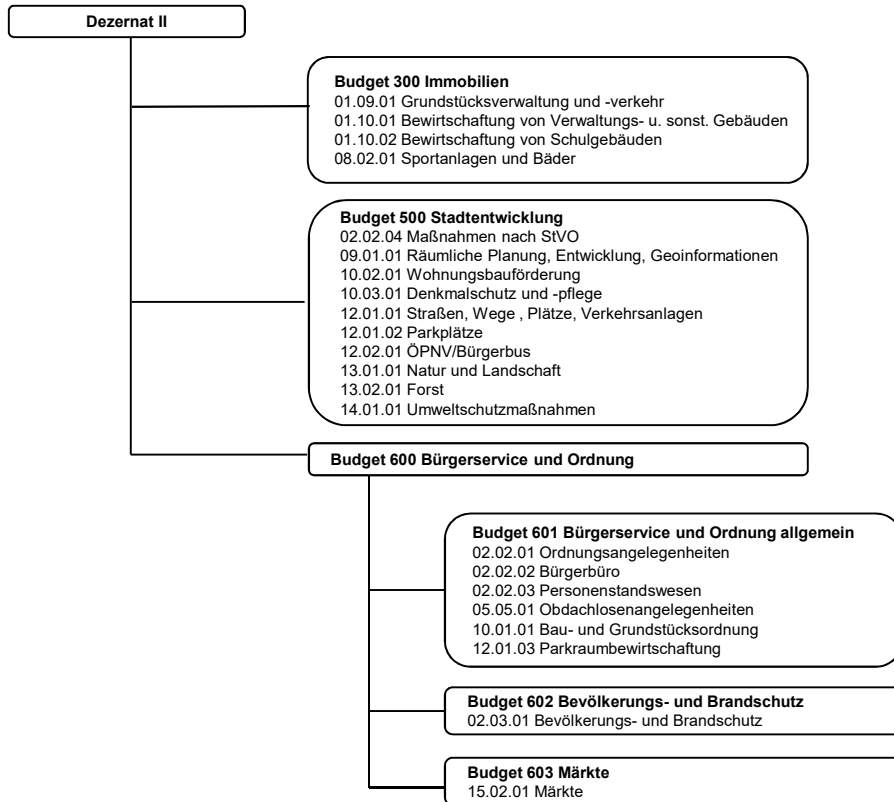 Dezernat II
Budget 300 Immobilien
01.09.01 Grundstücksverwaltung und -verkehr
01.10.01 Bewirtschaftung von Verwaltungs- u. sonst. Gebäuden
01.10.02 Bewirtschaftung von Schulgebäuden
08.02.01 Sportanlagen und Bäder
Budget 500 Stadtentwicklung
02.02.04 Maßnahmen nach StVO
09.01.01 Räumliche Planung, Entwicklung, Geoinformationen
10.02.01 Wohnungsbauförderung
10.03.01 Denkmalschutz und -pflege
12.01.01 Straßen, Wege , Plätze, Verkehrsanlagen
12.01.02 Parkplätze
12.02.01 ÖPNV/Bürgerbus
13.01.01 Natur und Landschaft
13.02.01 Forst
14.01.01 Umweltschutzmaßnahmen
Budget 600 Bürgerservice und Ordnung
Budget 601 Bürgerservice und Ordnung allgemein
02.02.01 Ordnungsangelegenheiten
02.02.02 Bürgerbüro
02.02.03 Personenstandswesen
05.05.01 Obdachlosenangelegenheiten
10.01.01 Bau- und Grundstücksordnung
12.01.03 Parkraumbewirtschaftung
Budget 602 Bevölkerungs- und Brandschutz
02.03.01 Bevölkerungs- und Brandschutz
Budget 603 Märkte
15.02.01 Märkte